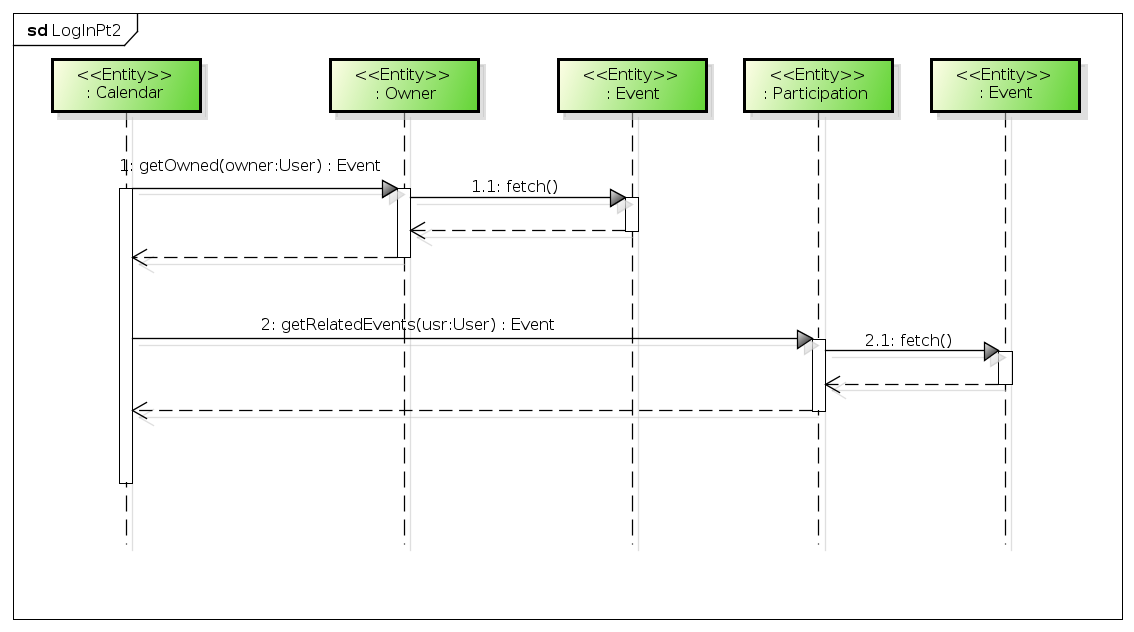 sd LogInPt2
<<Entity>>
: Calendar
<<Entity>>
: Owner
<<Entity>>
: Event
<<Entity>>
: Participation
<<Entity>>
: Event
1: getOwned(owner:User) : Event
1.1: fetch()
2: getRelatedEvents(usr:User) : Event
2.1: fetch()